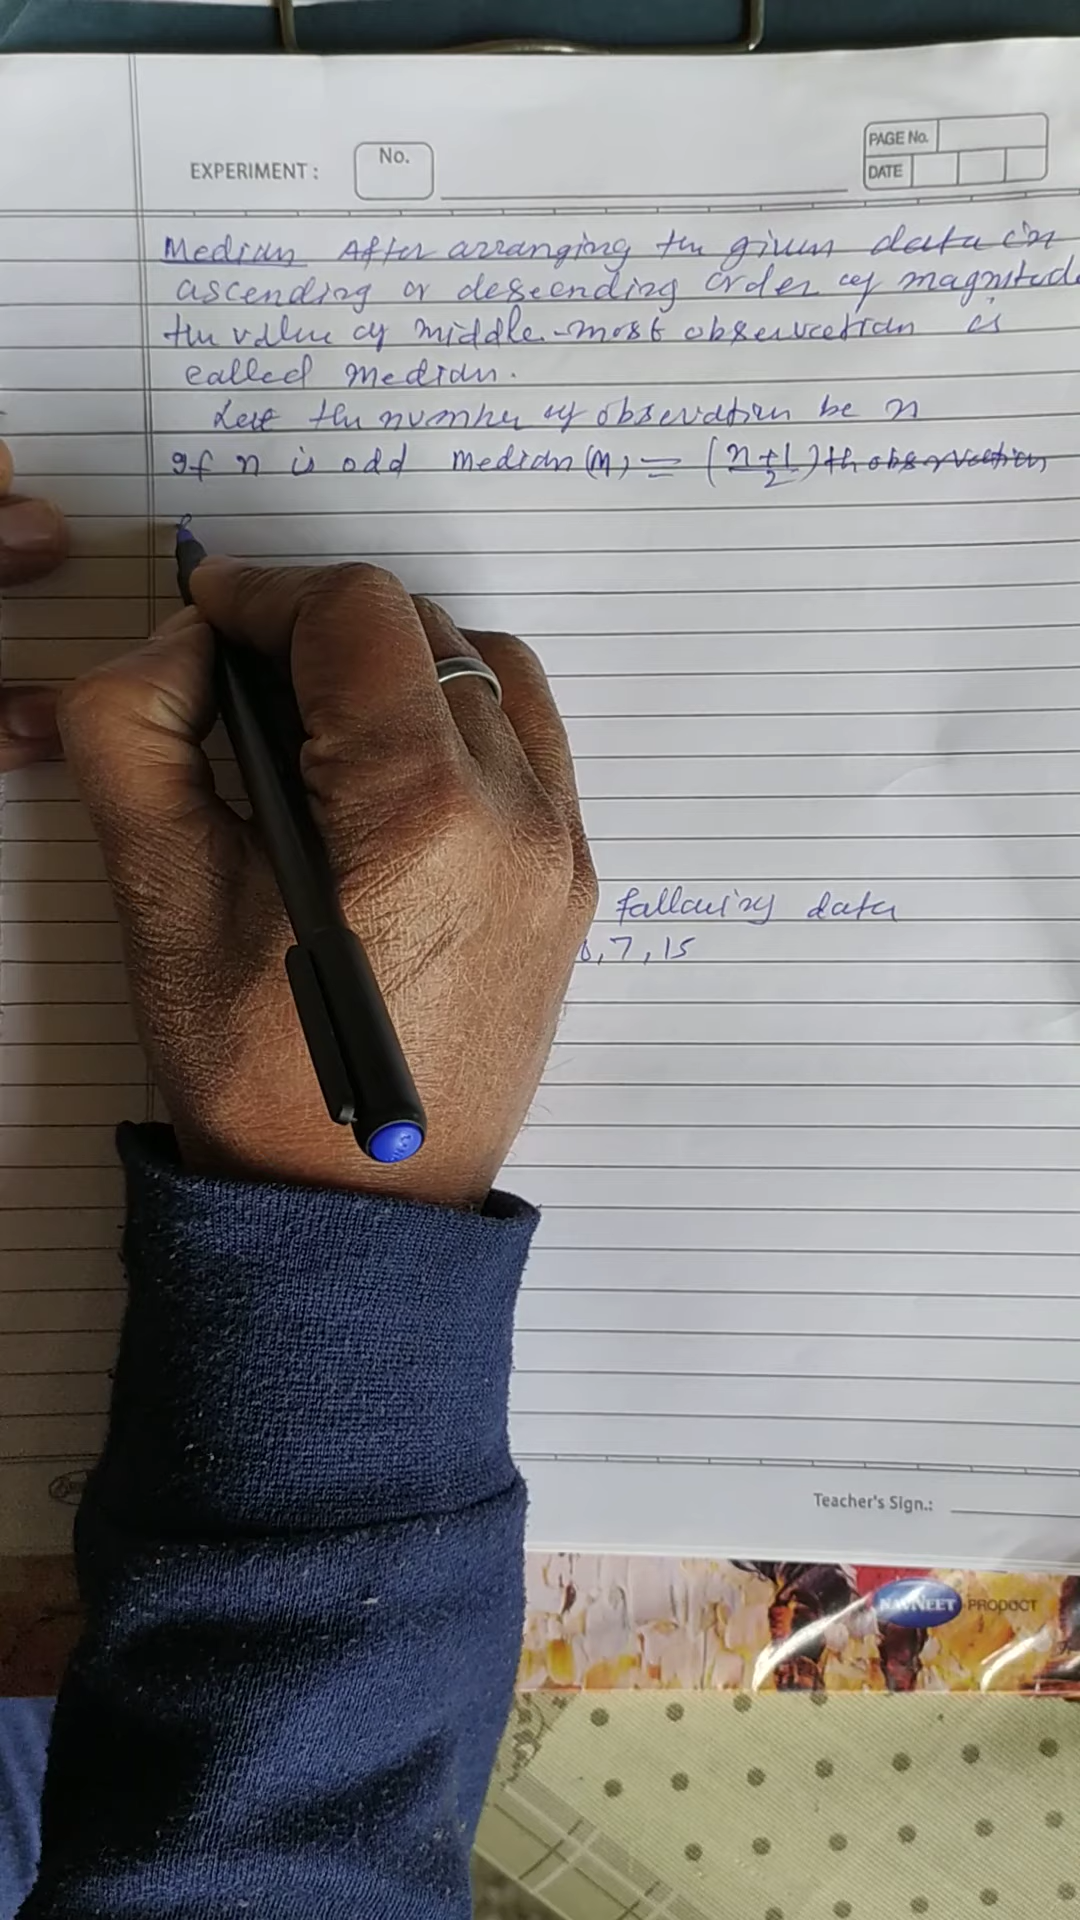 EXPERIMENT :
No.
PAGE No.
DATE
Median After arranging the given data in
ascending or descending order of magnitude
the value of middle-most observation is
called median.
Let the number of observation be n
If n is odd median (M) = (n+1/2)th observation
following data
,7,15
Teacher's Sign.:
NAVNEET PRODUCT